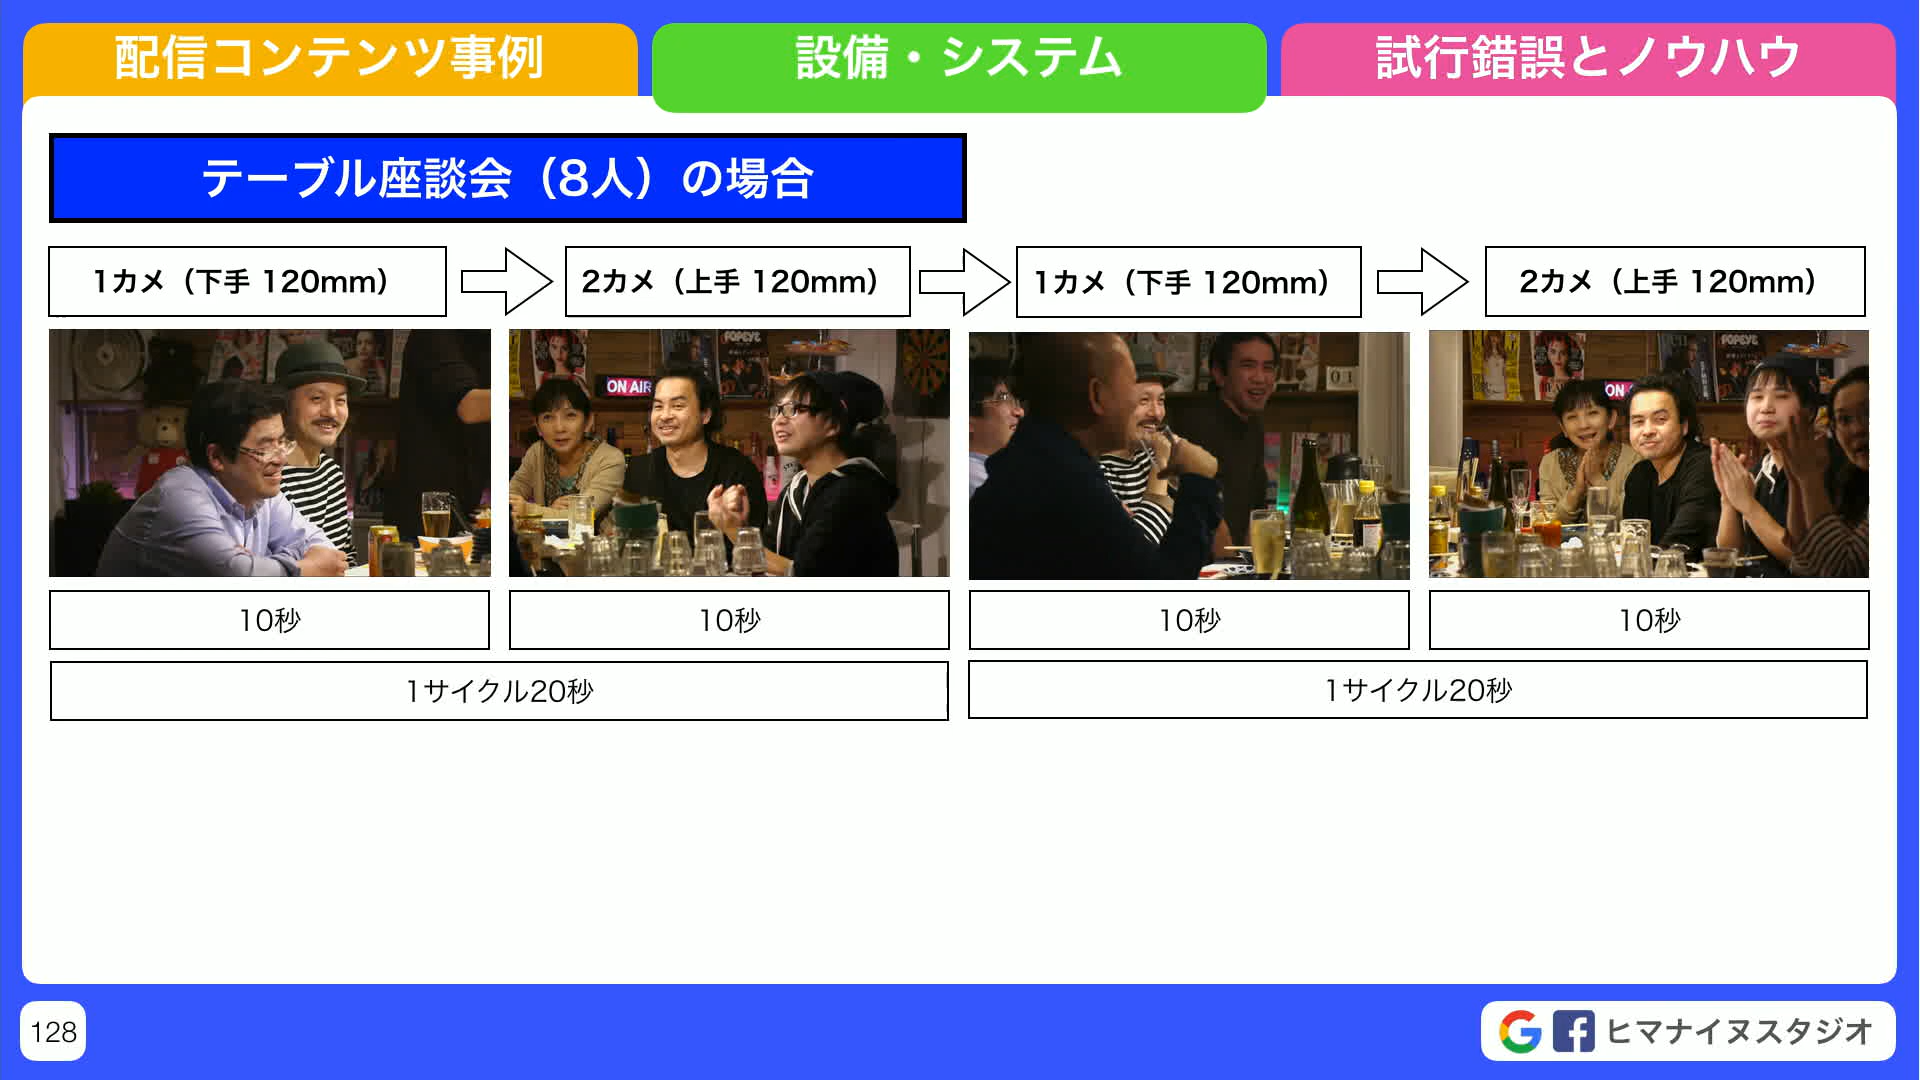 配信コンテンツ事例
設備・システム
試行錯誤とノウハウ
テーブル座談会（8人）の場合
1カメ（下手 120mm）
2カメ（上手 120mm）
1カメ（下手 120mm）
2カメ（上手 120mm）
POPEYE
ON AIR
01
POPEYE
ON
10秒
10秒
10秒
10秒
1サイクル20秒
1サイクル20秒
128
ヒマナイヌスタジオ